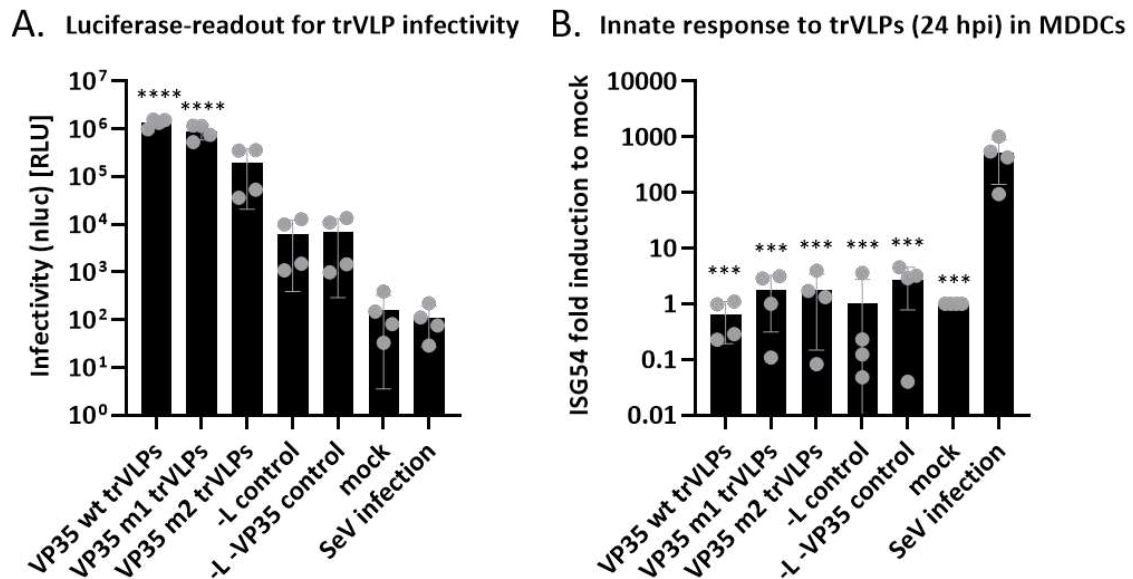 A. Luciferase-readout for trVLP infectivity
Infectivity (nluc) [RLU]
10⁷
10⁶
10⁵
10⁴
10³
10²
10¹
10⁰
****
****
VP35 wt trVLPs
VP35 m1 trVLPs
VP35 m2 trVLPs
-L control
-L -VP35 control
mock
SeV infection
B. Innate response to trVLPs (24 hpi) in MDDCs
ISG54 fold induction to mock
10000
1000
100
10
1
0.1
0.01
***
***
***
***
***
***
VP35 wt trVLPs
VP35 m1 trVLPs
VP35 m2 trVLPs
-L control
-L -VP35 control
mock
SeV infection